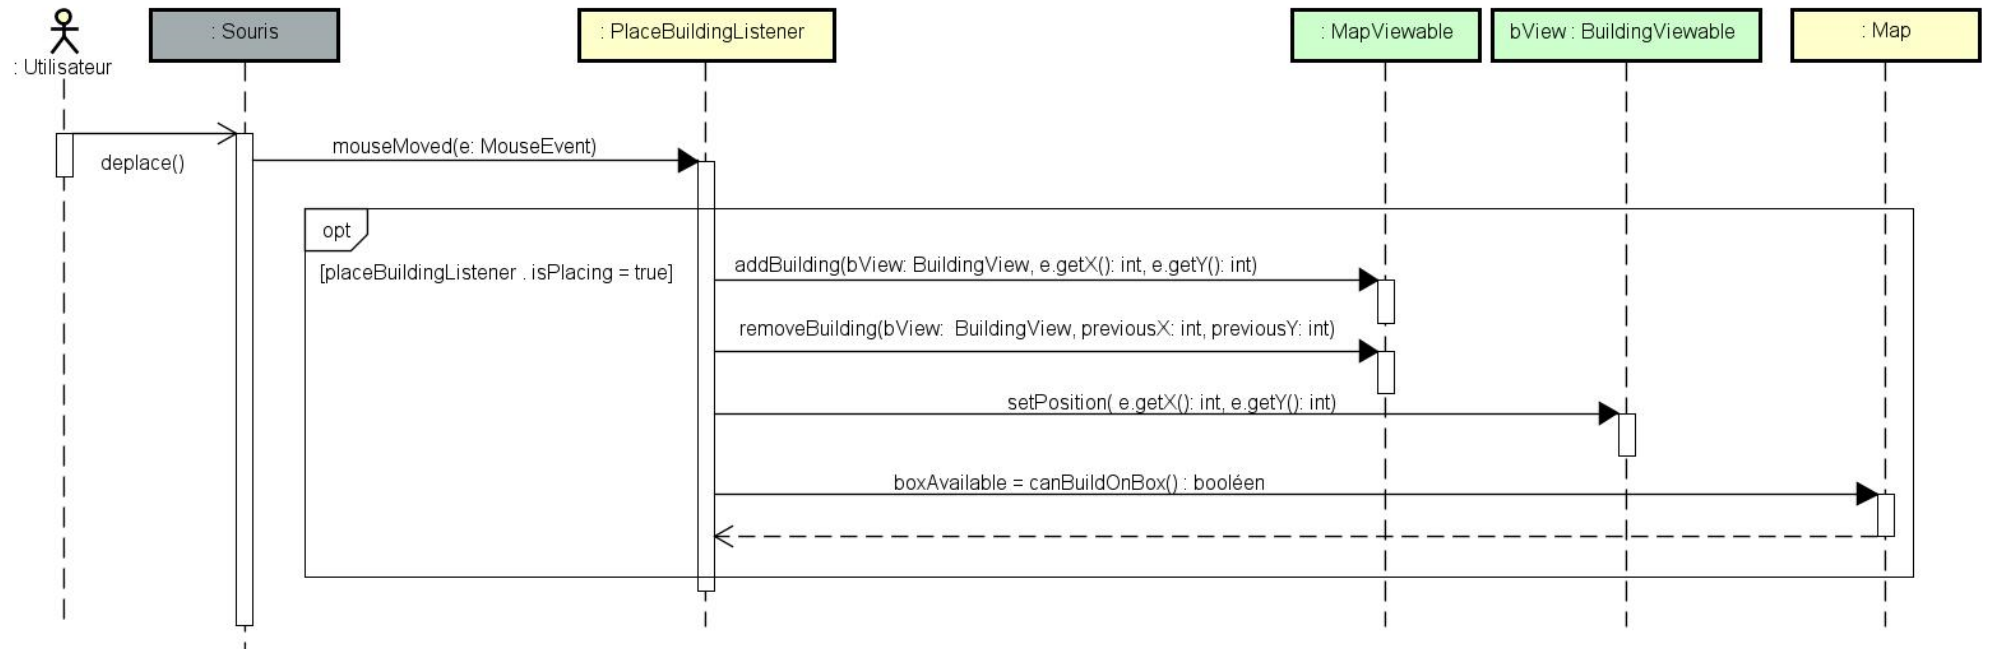 : Utilisateur
: Souris
: PlaceBuildingListener
: MapViewable
bView : BuildingViewable
: Map
deplace()
mouseMoved(e: MouseEvent)
opt
[placeBuildingListener . isPlacing = true]
addBuilding(bView: BuildingView, e.getX(): int, e.getY(): int)
removeBuilding(bView:  BuildingView, previousX: int, previousY: int)
setPosition( e.getX(): int, e.getY(): int)
boxAvailable = canBuildOnBox() : booléen